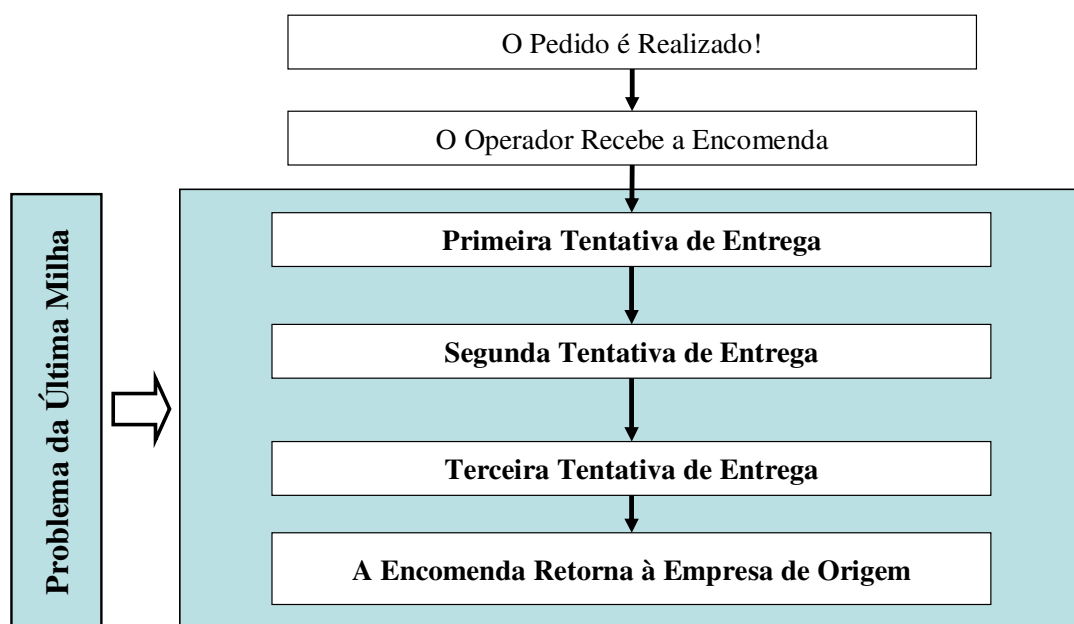 O Pedido é Realizado!
O Operador Recebe a Encomenda
Problema da Última Milha
Primeira Tentativa de Entrega
Segunda Tentativa de Entrega
Terceira Tentativa de Entrega
A Encomenda Retorna à Empresa de Origem